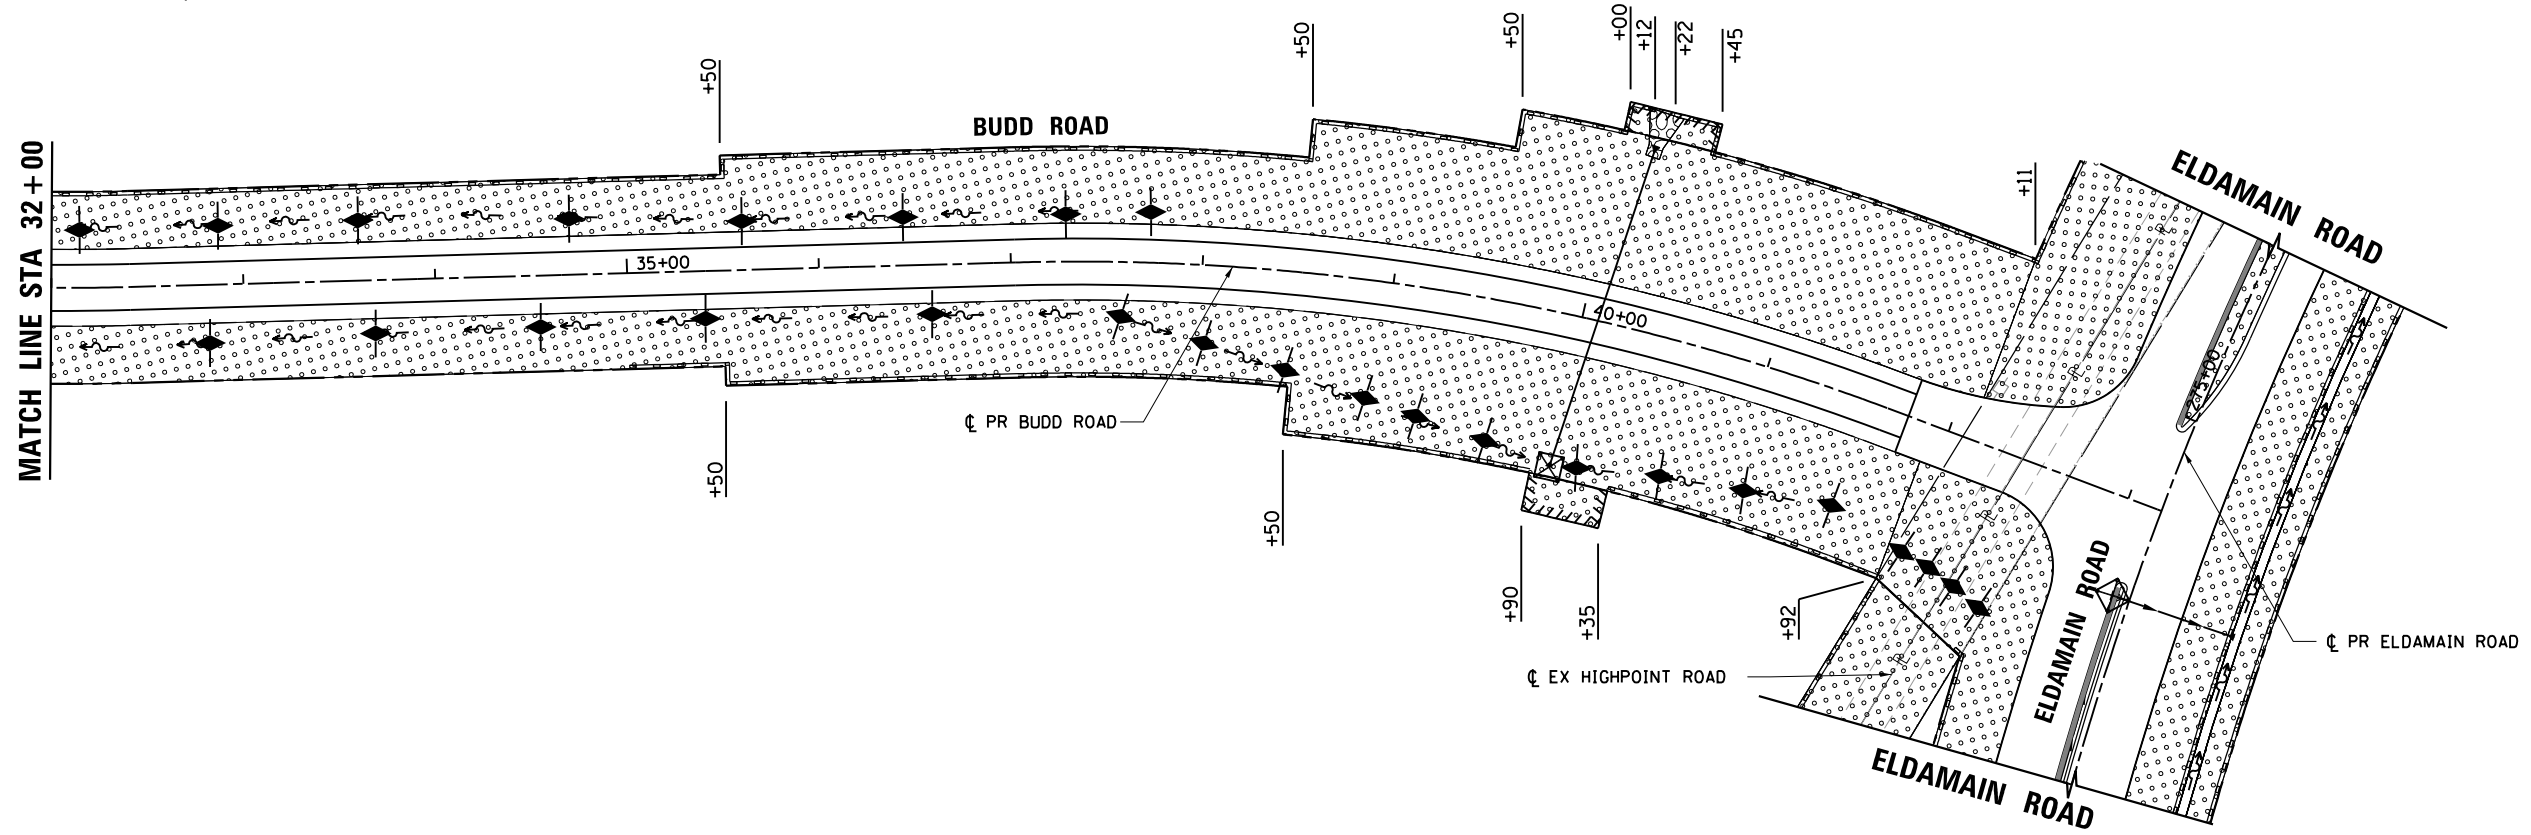 MATCH LINE STA 32+00
+50
BUDD ROAD
+50
+50
+00
+12
+22
+45
+11
ELDAMAIN ROAD
35+00
40+00
275+00
℄ PR BUDD ROAD
+50
+50
+90
+35
+92
℄ EX HIGHPOINT ROAD
ELDAMAIN ROAD
℄ PR ELDAMAIN ROAD
ELDAMAIN ROAD